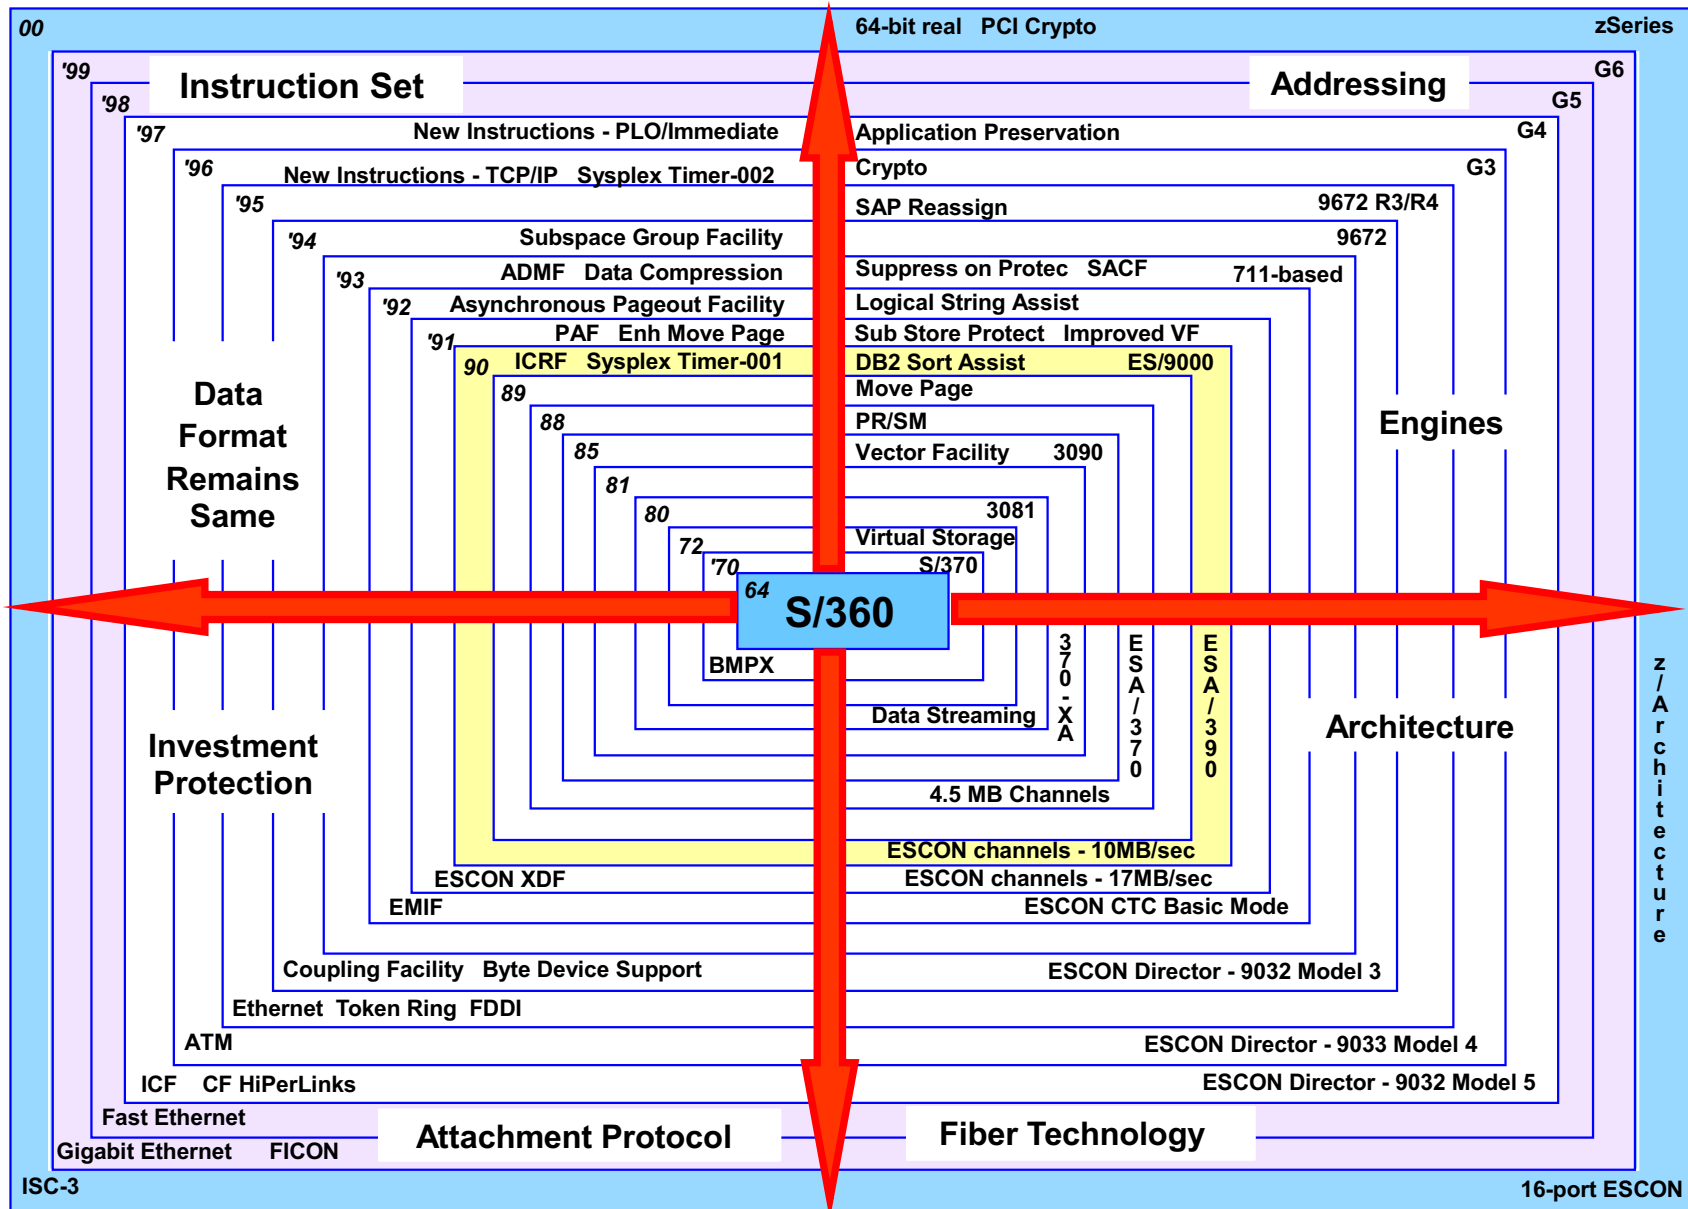 00 64-bit real PCI Crypto zSeries
'99 G6
Instruction Set Addressing
'98 G5
'97 New Instructions - PLO/Immediate Application Preservation G4
'96 Crypto G3
New Instructions - TCP/IP Sysplex Timer-002
'95 SAP Reassign 9672 R3/R4
'94 Subspace Group Facility 9672
'93 ADMF Data Compression Suppress on Protec SACF 711-based
'92 Asynchronous Pageout Facility Logical String Assist
'91 PAF Enh Move Page Sub Store Protect Improved VF
90 ICRF Sysplex Timer-001 DB2 Sort Assist ES/9000
89 Move Page
88 PR/SM
85 Vector Facility 3090
81
80 3081
72 Virtual Storage
'70 S/370
64
S/360
Data
Format
Remains
Same
Engines
BMPX
370-XA
ESA/370
ESA/390
z/Architecture
Data Streaming
Investment
Protection
Architecture
4.5 MB Channels
ESCON channels - 10MB/sec
ESCON XDF ESCON channels - 17MB/sec
EMIF ESCON CTC Basic Mode
Coupling Facility Byte Device Support ESCON Director - 9032 Model 3
Ethernet Token Ring FDDI
ATM ESCON Director - 9033 Model 4
ICF CF HiPerLinks ESCON Director - 9032 Model 5
Fast Ethernet
Attachment Protocol Fiber Technology
Gigabit Ethernet FICON
ISC-3 16-port ESCON